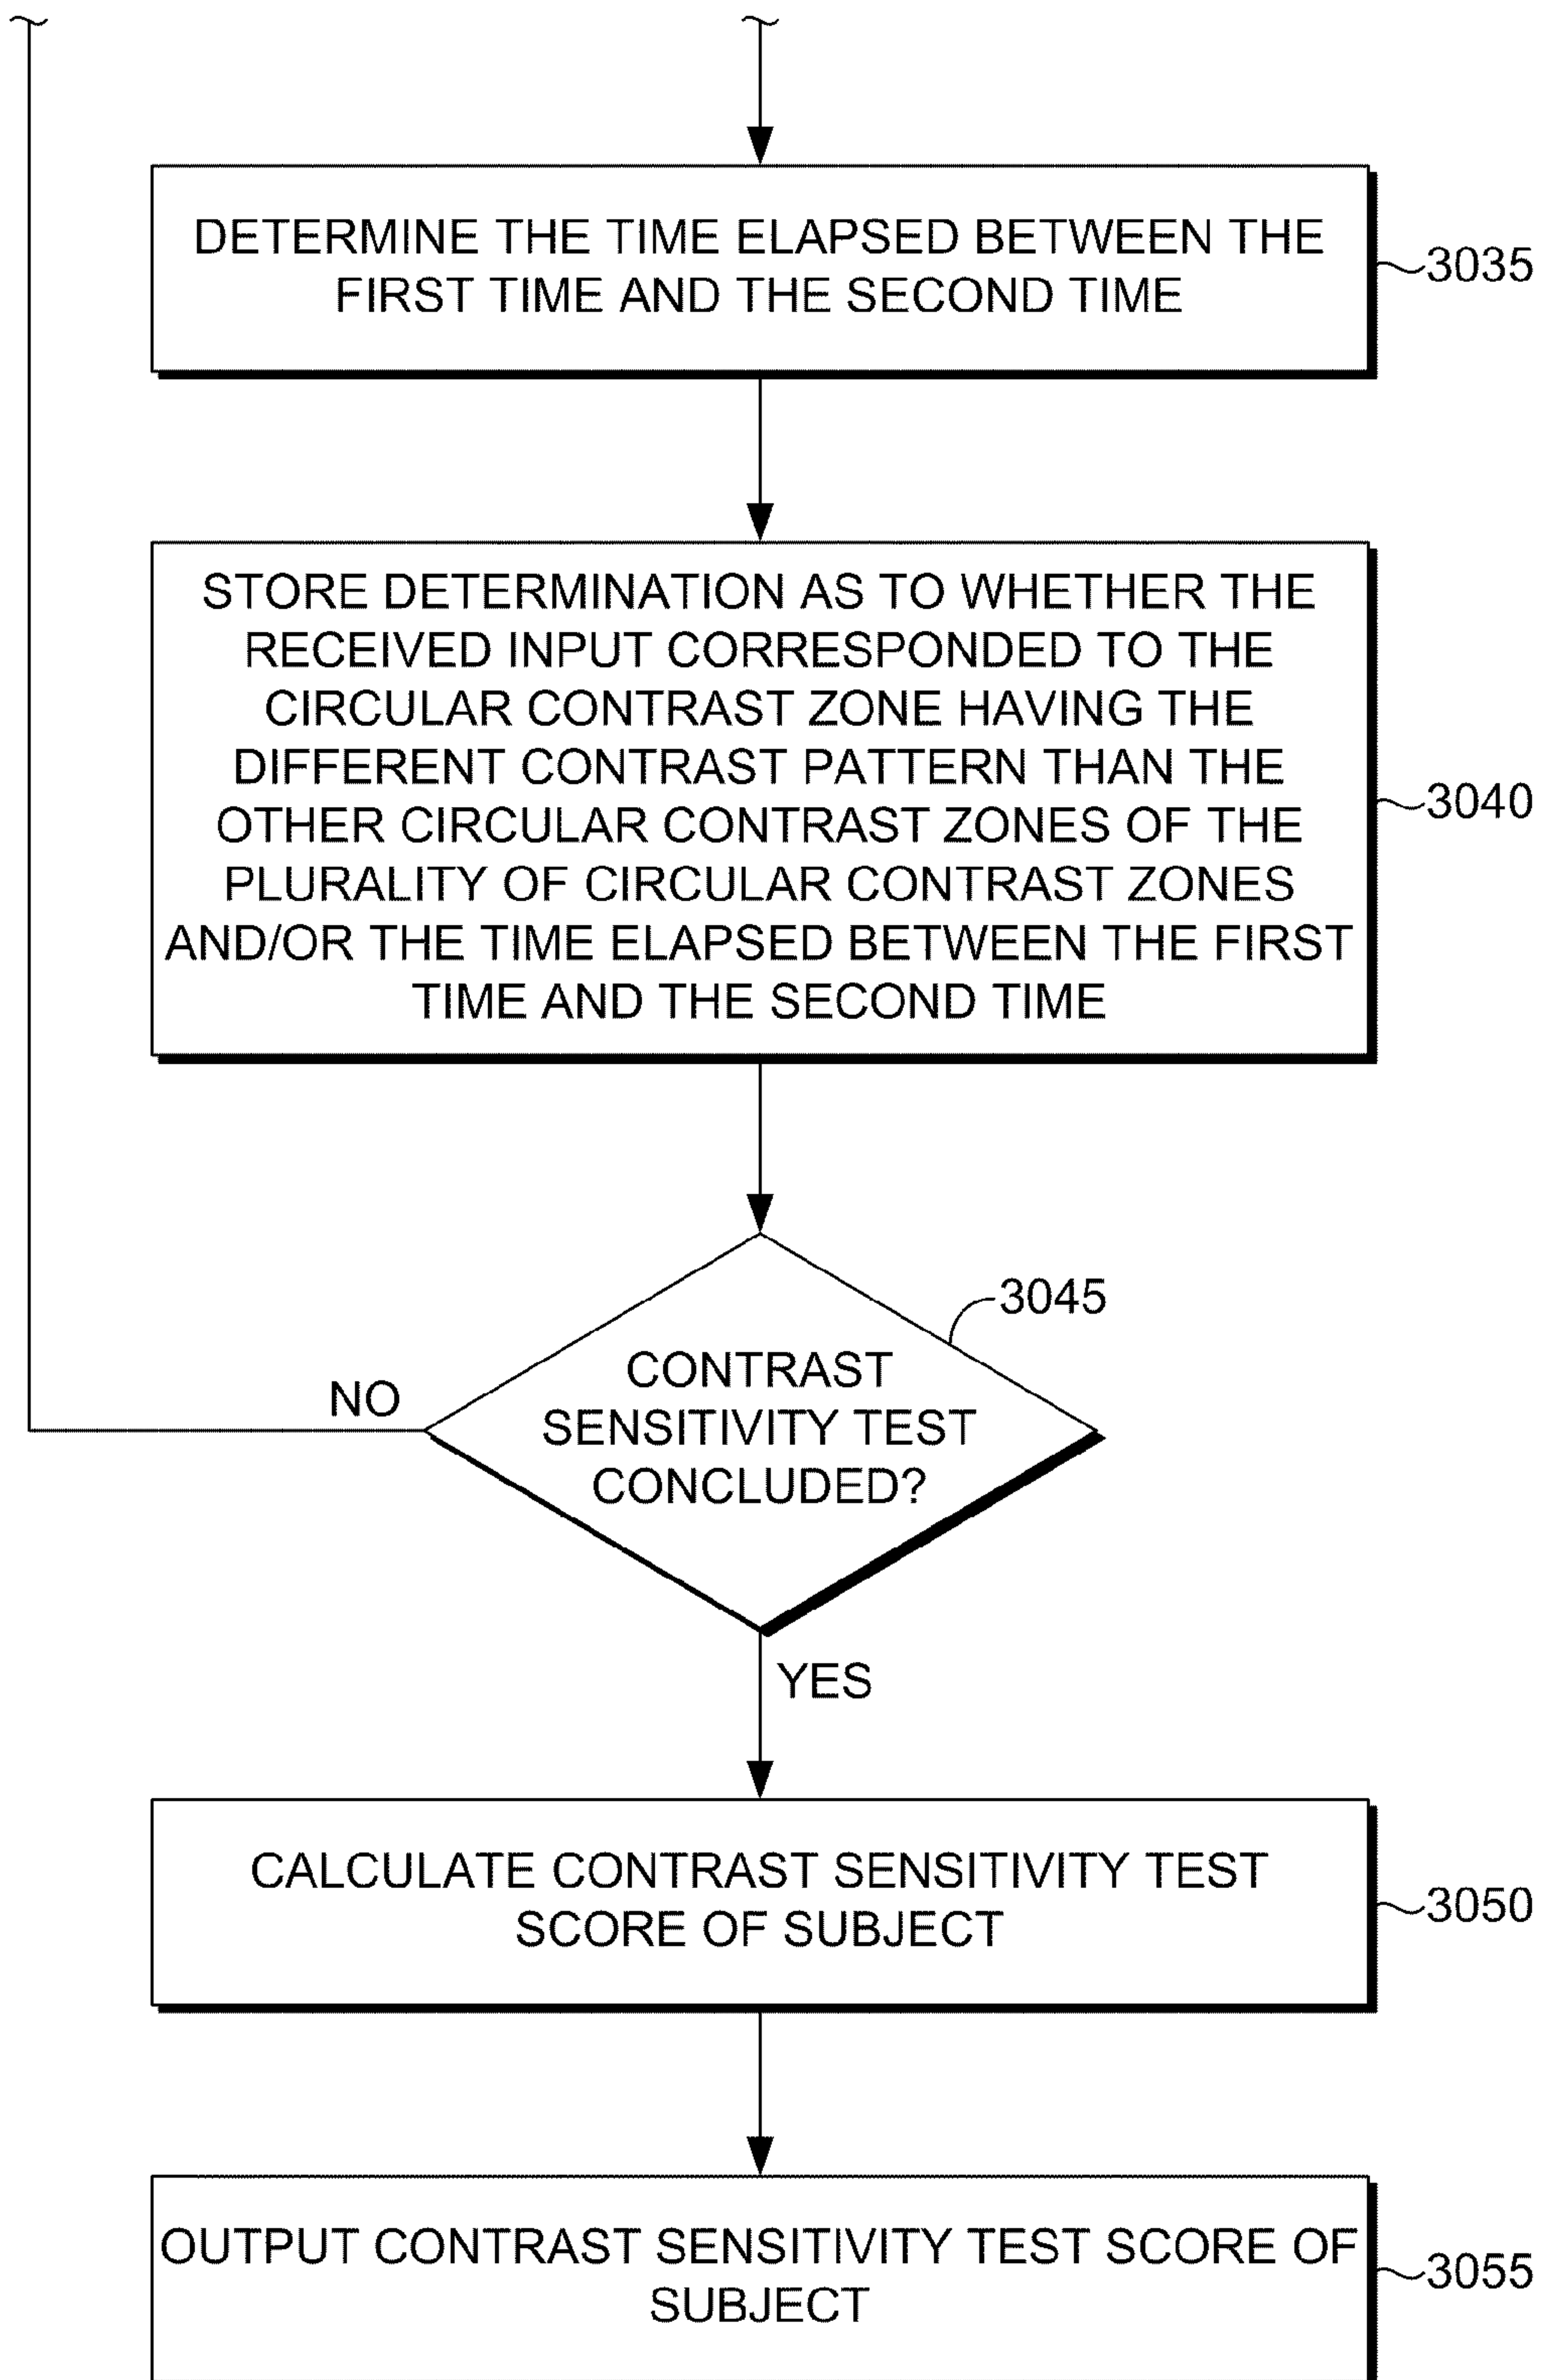 DETERMINE THE TIME ELAPSED BETWEEN THE
FIRST TIME AND THE SECOND TIME
3035
STORE DETERMINATION AS TO WHETHER THE
RECEIVED INPUT CORRESPONDED TO THE
CIRCULAR CONTRAST ZONE HAVING THE
DIFFERENT CONTRAST PATTERN THAN THE
OTHER CIRCULAR CONTRAST ZONES OF THE
PLURALITY OF CIRCULAR CONTRAST ZONES
AND/OR THE TIME ELAPSED BETWEEN THE FIRST
TIME AND THE SECOND TIME
3040
3045
CONTRAST
SENSITIVITY TEST
CONCLUDED?
NO
YES
CALCULATE CONTRAST SENSITIVITY TEST
SCORE OF SUBJECT
3050
OUTPUT CONTRAST SENSITIVITY TEST SCORE OF
SUBJECT
3055